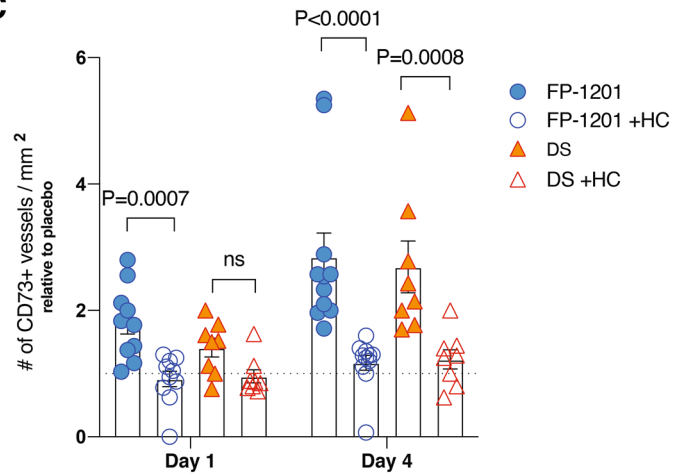 P<0.0001
P=0.0008
6
FP-1201
FP-1201 +HC
DS
DS +HC
4
P=0.0007
ns
2
0
# of CD73+ vessels / mm 2
relative to placebo
Day 1
Day 4